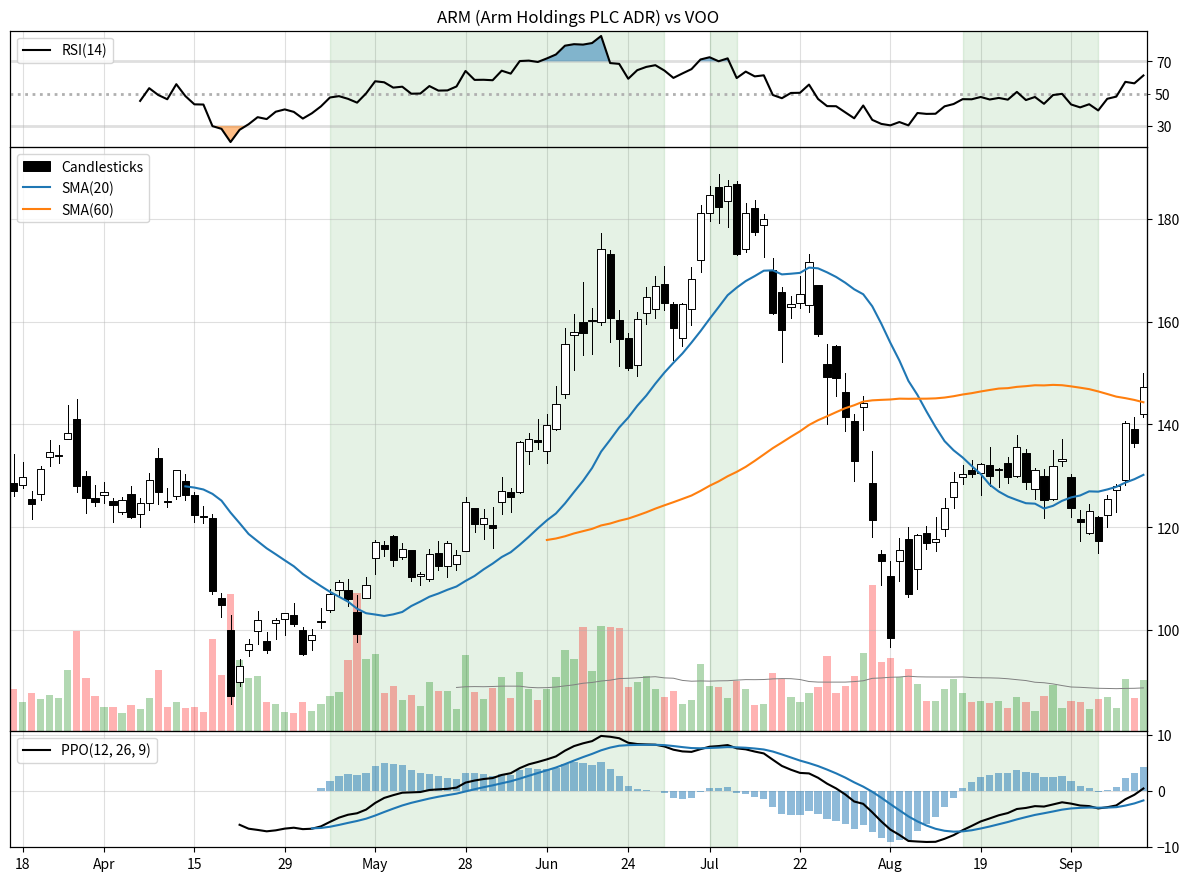 ARM (Arm Holdings PLC ADR) vs VOO
RSI(14)
70
50
30
Candlesticks
SMA(20)
SMA(60)
180
160
140
120
100
PPO(12, 26, 9)
10
0
−10
18 Apr 15 29 May 28 Jun 24 Jul 22 Aug 19 Sep